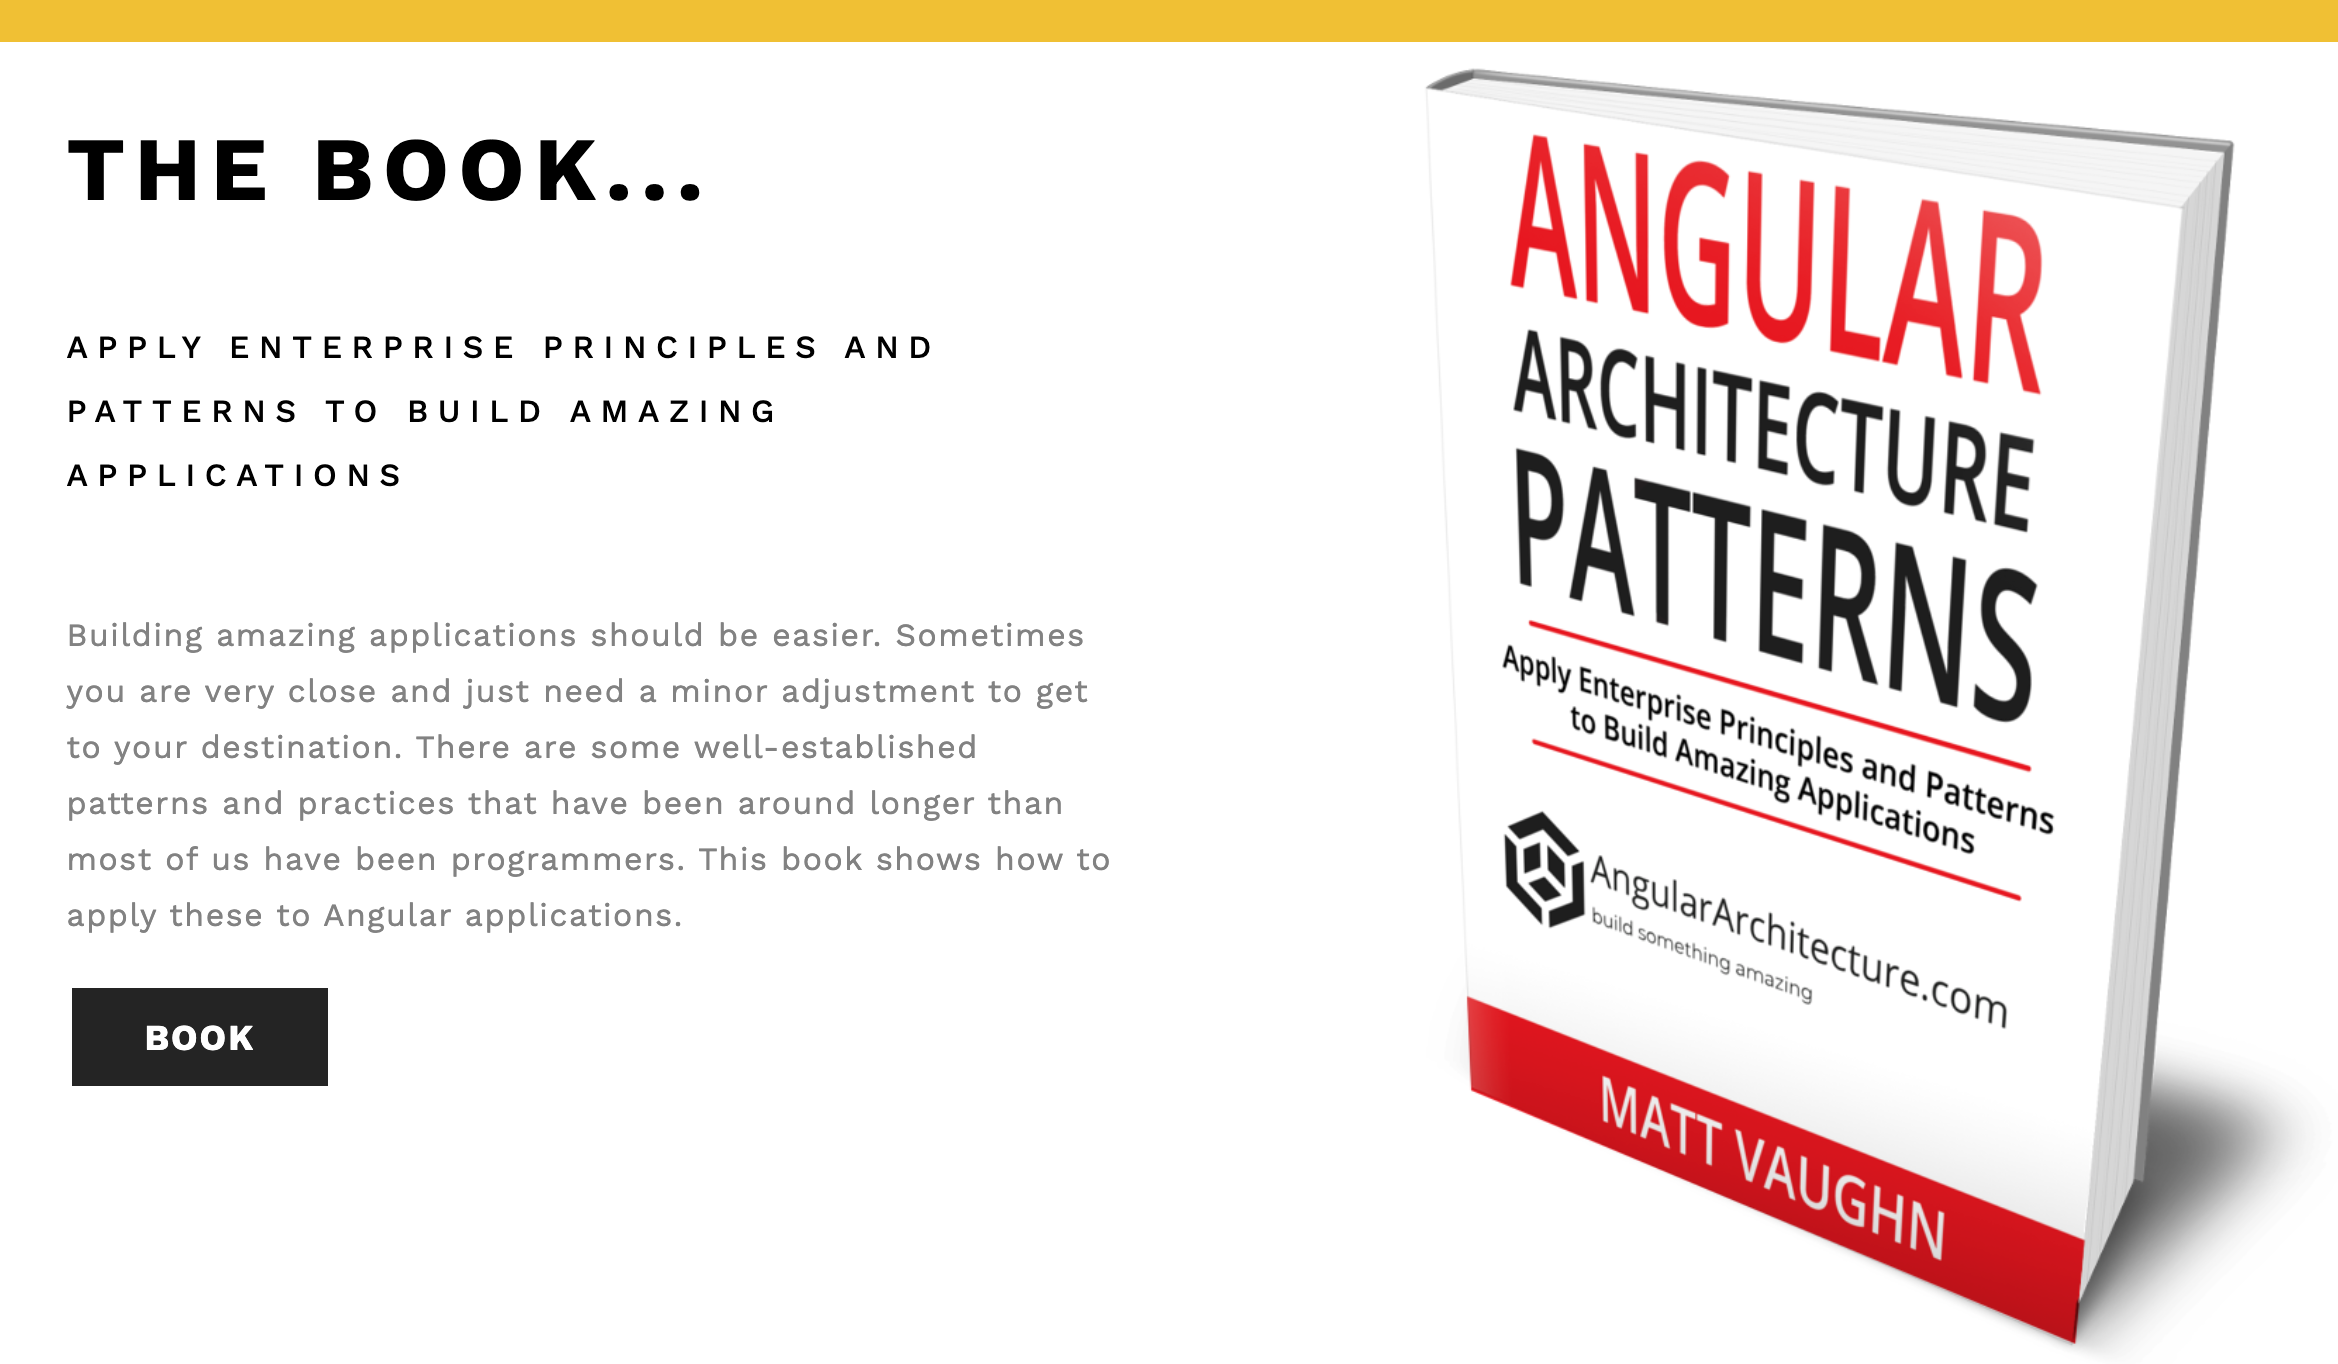 THE BOOK...
APPLY ENTERPRISE PRINCIPLES AND
PATTERNS TO BUILD AMAZING
APPLICATIONS
Building amazing applications should be easier. Sometimes
you are very close and just need a minor adjustment to get
to your destination. There are some well-established
patterns and practices that have been around longer than
most of us have been programmers. This book shows how to
apply these to Angular applications.
BOOK
ANGULAR
ARCHITECTURE
PATTERNS
Apply Enterprise Principles and Patterns
to Build Amazing Applications
AngularArchitecture.com
build something amazing
MATT VAUGHN